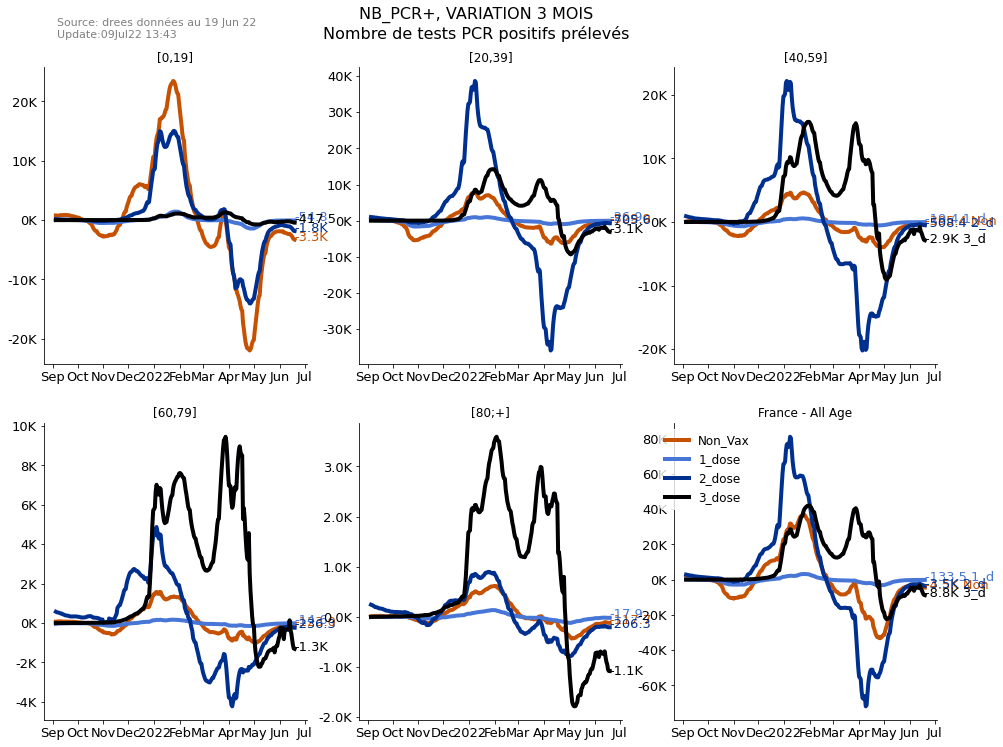 NB_PCR+, VARIATION 3 MOIS
Source: drees données au 19 Jun 22
Nombre de tests PCR positifs prélevés
Update:09Jul22 13:43
[0,19]
[20,39]
[40,59]
20K
10K
0K
-10K
-20K
-1.8K
-3.3K
Sep Oct Nov Dec 2022 Feb Mar Apr May Jun Jul
40K
30K
20K
10K
-10K
-20K
-30K
-3.1K
Sep Oct Nov Dec 2022 Feb Mar Apr May Jun Jul
20K
10K
0K
-10K
-20K
-2.9K 3_d
Sep Oct Nov Dec 2022 Feb Mar Apr May Jun Jul
[60,79]
[80;+]
France - All Age
10K
8K
6K
4K
2K
0K
-2K
-4K
-1.3K
Sep Oct Nov Dec 2022 Feb Mar Apr May Jun Jul
3.0K
2.0K
1.0K
0.0K
-1.0K
-2.0K
-17.9
-206.3
-1.1K
Sep Oct Nov Dec 2022 Feb Mar Apr May Jun Jul
Non_Vax
1_dose
2_dose
3_dose
80K
60K
40K
20K
0K
-20K
-40K
-60K
-133.5 1_d
-8.8K 3_d
Sep Oct Nov Dec 2022 Feb Mar Apr May Jun Jul